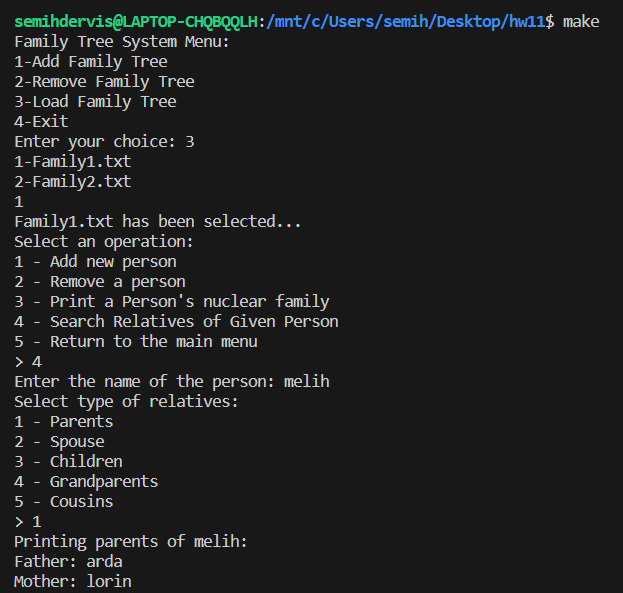 semihdervis@LAPTOP-CHQBQQLH:/mnt/c/Users/semih/Desktop/hw11$ make
Family Tree System Menu:
1-Add Family Tree
2-Remove Family Tree
3-Load Family Tree
4-Exit
Enter your choice: 3
1-Family1.txt
2-Family2.txt
1
Family1.txt has been selected...
Select an operation:
1 - Add new person
2 - Remove a person
3 - Print a Person's nuclear family
4 - Search Relatives of Given Person
5 - Return to the main menu
> 4
Enter the name of the person: melih
Select type of relatives:
1 - Parents
2 - Spouse
3 - Children
4 - Grandparents
5 - Cousins
> 1
Printing parents of melih:
Father: arda
Mother: lorin